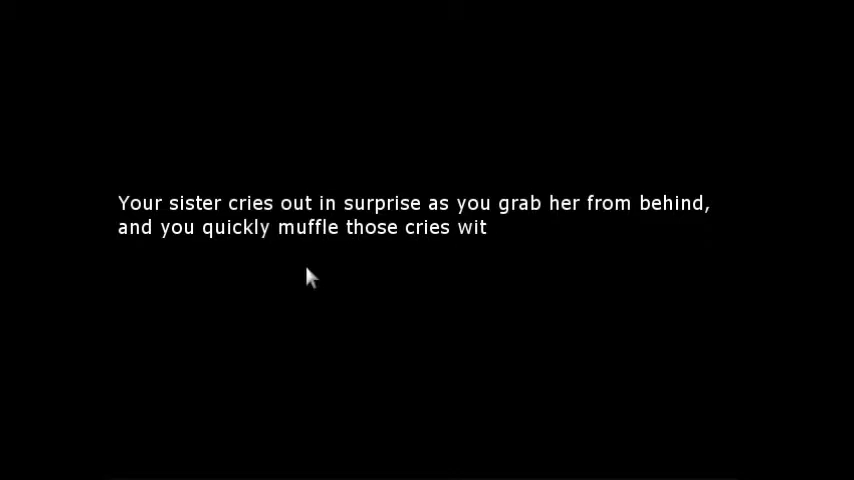 Your sister cries out in surprise as you grab her from behind,
and you quickly muffle those cries wit